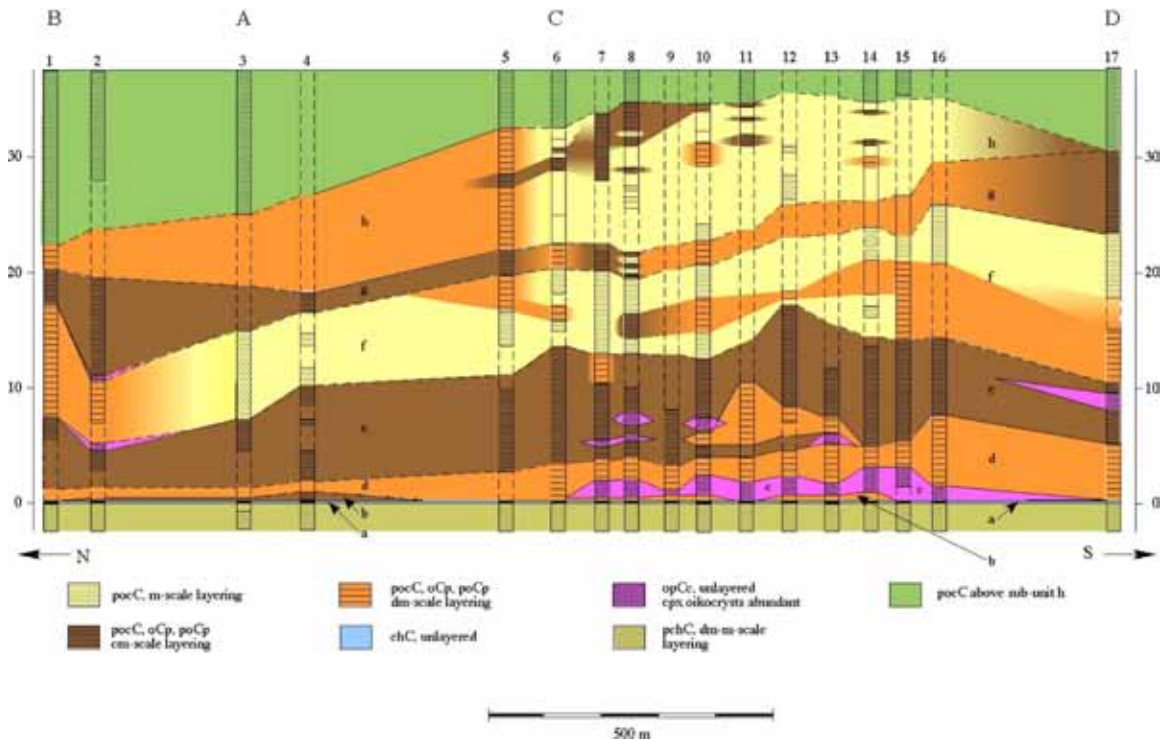 B A C D
1 2 3 4 5 6 7 8 9 10 11 12 13 14 15 16 17
30 30
h
h
g
20 20
g
f
f
10 10
e
e
d
d
c c
0 0
b a
a
b
N S
pocC, m-scale layering
pocC, oCp, poCp
dm-scale layering
opCc, unlayered
cpx oikocrysts abundant
pocC above sub-unit h
pocC, oCp, poCp
cm-scale layering
chC, unlayered
pchC, dm-m-scale
layering
500 m